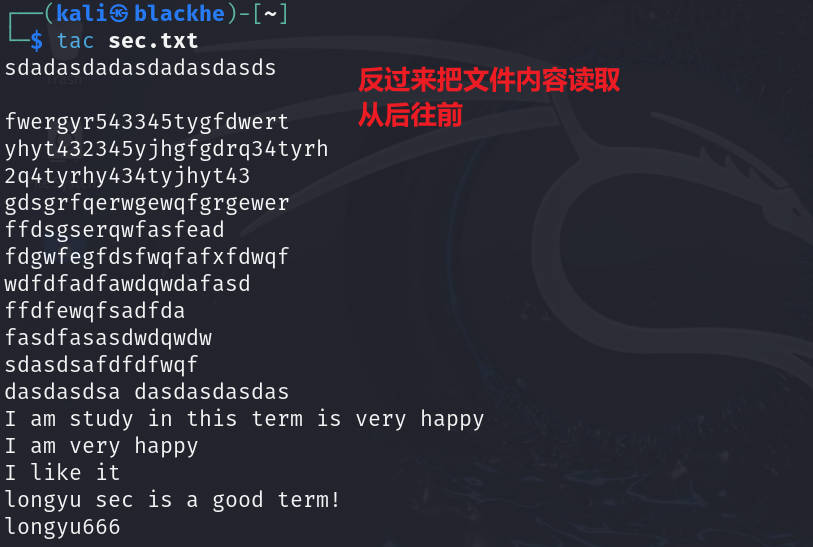 ┌──(kali㉿blackhe)-[~]
└─$ tac sec.txt
sdadasdadasdadasdasds
反过来把文件内容读取
从后往前
fwergyr543345tygfdwert
yhyt432345yjhgfgdrq34tyrh
2q4tyrhy434tyjhyt43
gdsgrfqerwgewqfgrgewer
ffdsgserqwfasfead
fdgwfegfdsfwqfafxfdwqf
wdfdfadfawdqwdafasd
ffdfewqfsadfda
fasdfasasdwdqwdw
sdasdsafdfdfwqf
dasdasdsa dasdasdasdas
I am study in this term is very happy
I am very happy
I like it
longyu sec is a good term!
longyu666